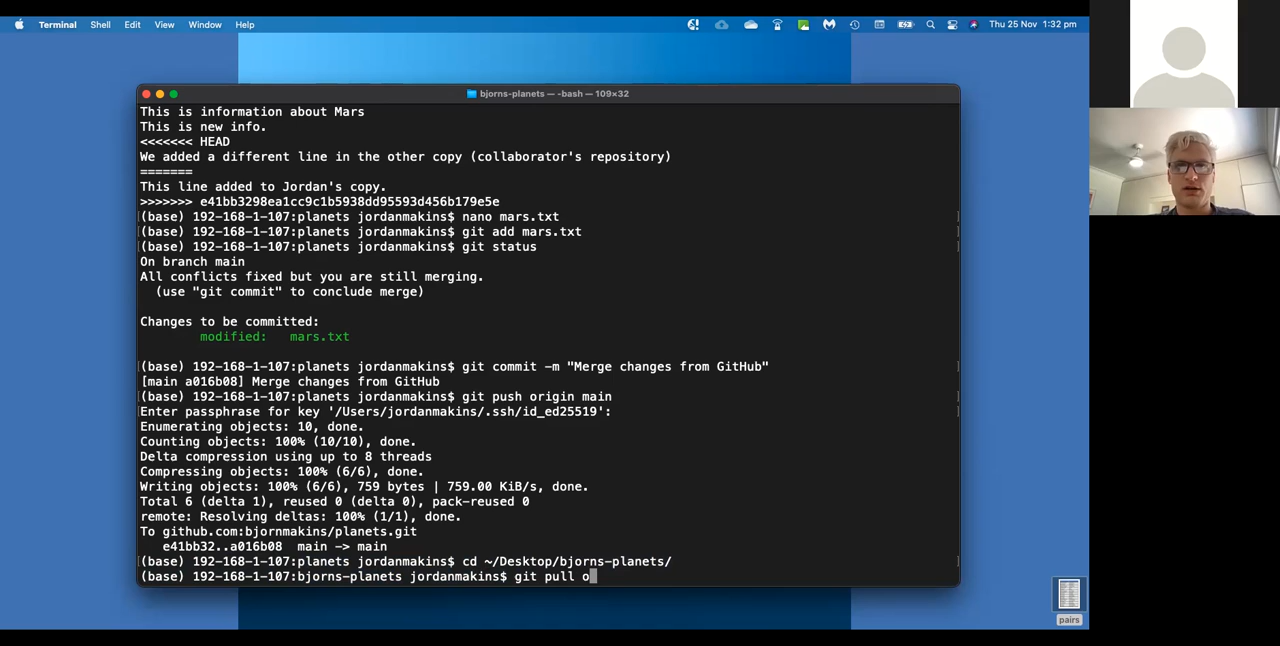 Terminal Shell Edit View Window Help Thu 25 Nov 1:32 pm
bjorns-planets — -bash — 109×32
This is information about Mars
This is new info.
<<<<<<< HEAD
We added a different line in the other copy (collaborator's repository)
=======
This line added to Jordan's copy.
>>>>>>> e41bb3298ea1cc9c1b5938dd95593d456b179e5e
(base) 192-168-1-107:planets jordanmakins$ nano mars.txt
(base) 192-168-1-107:planets jordanmakins$ git add mars.txt
(base) 192-168-1-107:planets jordanmakins$ git status
On branch main
All conflicts fixed but you are still merging.
(use "git commit" to conclude merge)
Changes to be committed:
modified: mars.txt
(base) 192-168-1-107:planets jordanmakins$ git commit -m "Merge changes from GitHub"
[main a016b08] Merge changes from GitHub
(base) 192-168-1-107:planets jordanmakins$ git push origin main
Enter passphrase for key '/Users/jordanmakins/.ssh/id_ed25519':
Enumerating objects: 10, done.
Counting objects: 100% (10/10), done.
Delta compression using up to 8 threads
Compressing objects: 100% (6/6), done.
Writing objects: 100% (6/6), 759 bytes | 759.00 KiB/s, done.
Total 6 (delta 1), reused 0 (delta 0), pack-reused 0
remote: Resolving deltas: 100% (1/1), done.
To github.com:bjornmakins/planets.git
e41bb32..a016b08 main -> main
(base) 192-168-1-107:planets jordanmakins$ cd ~/Desktop/bjorns-planets/
(base) 192-168-1-107:bjorns-planets jordanmakins$ git pull o
pairs